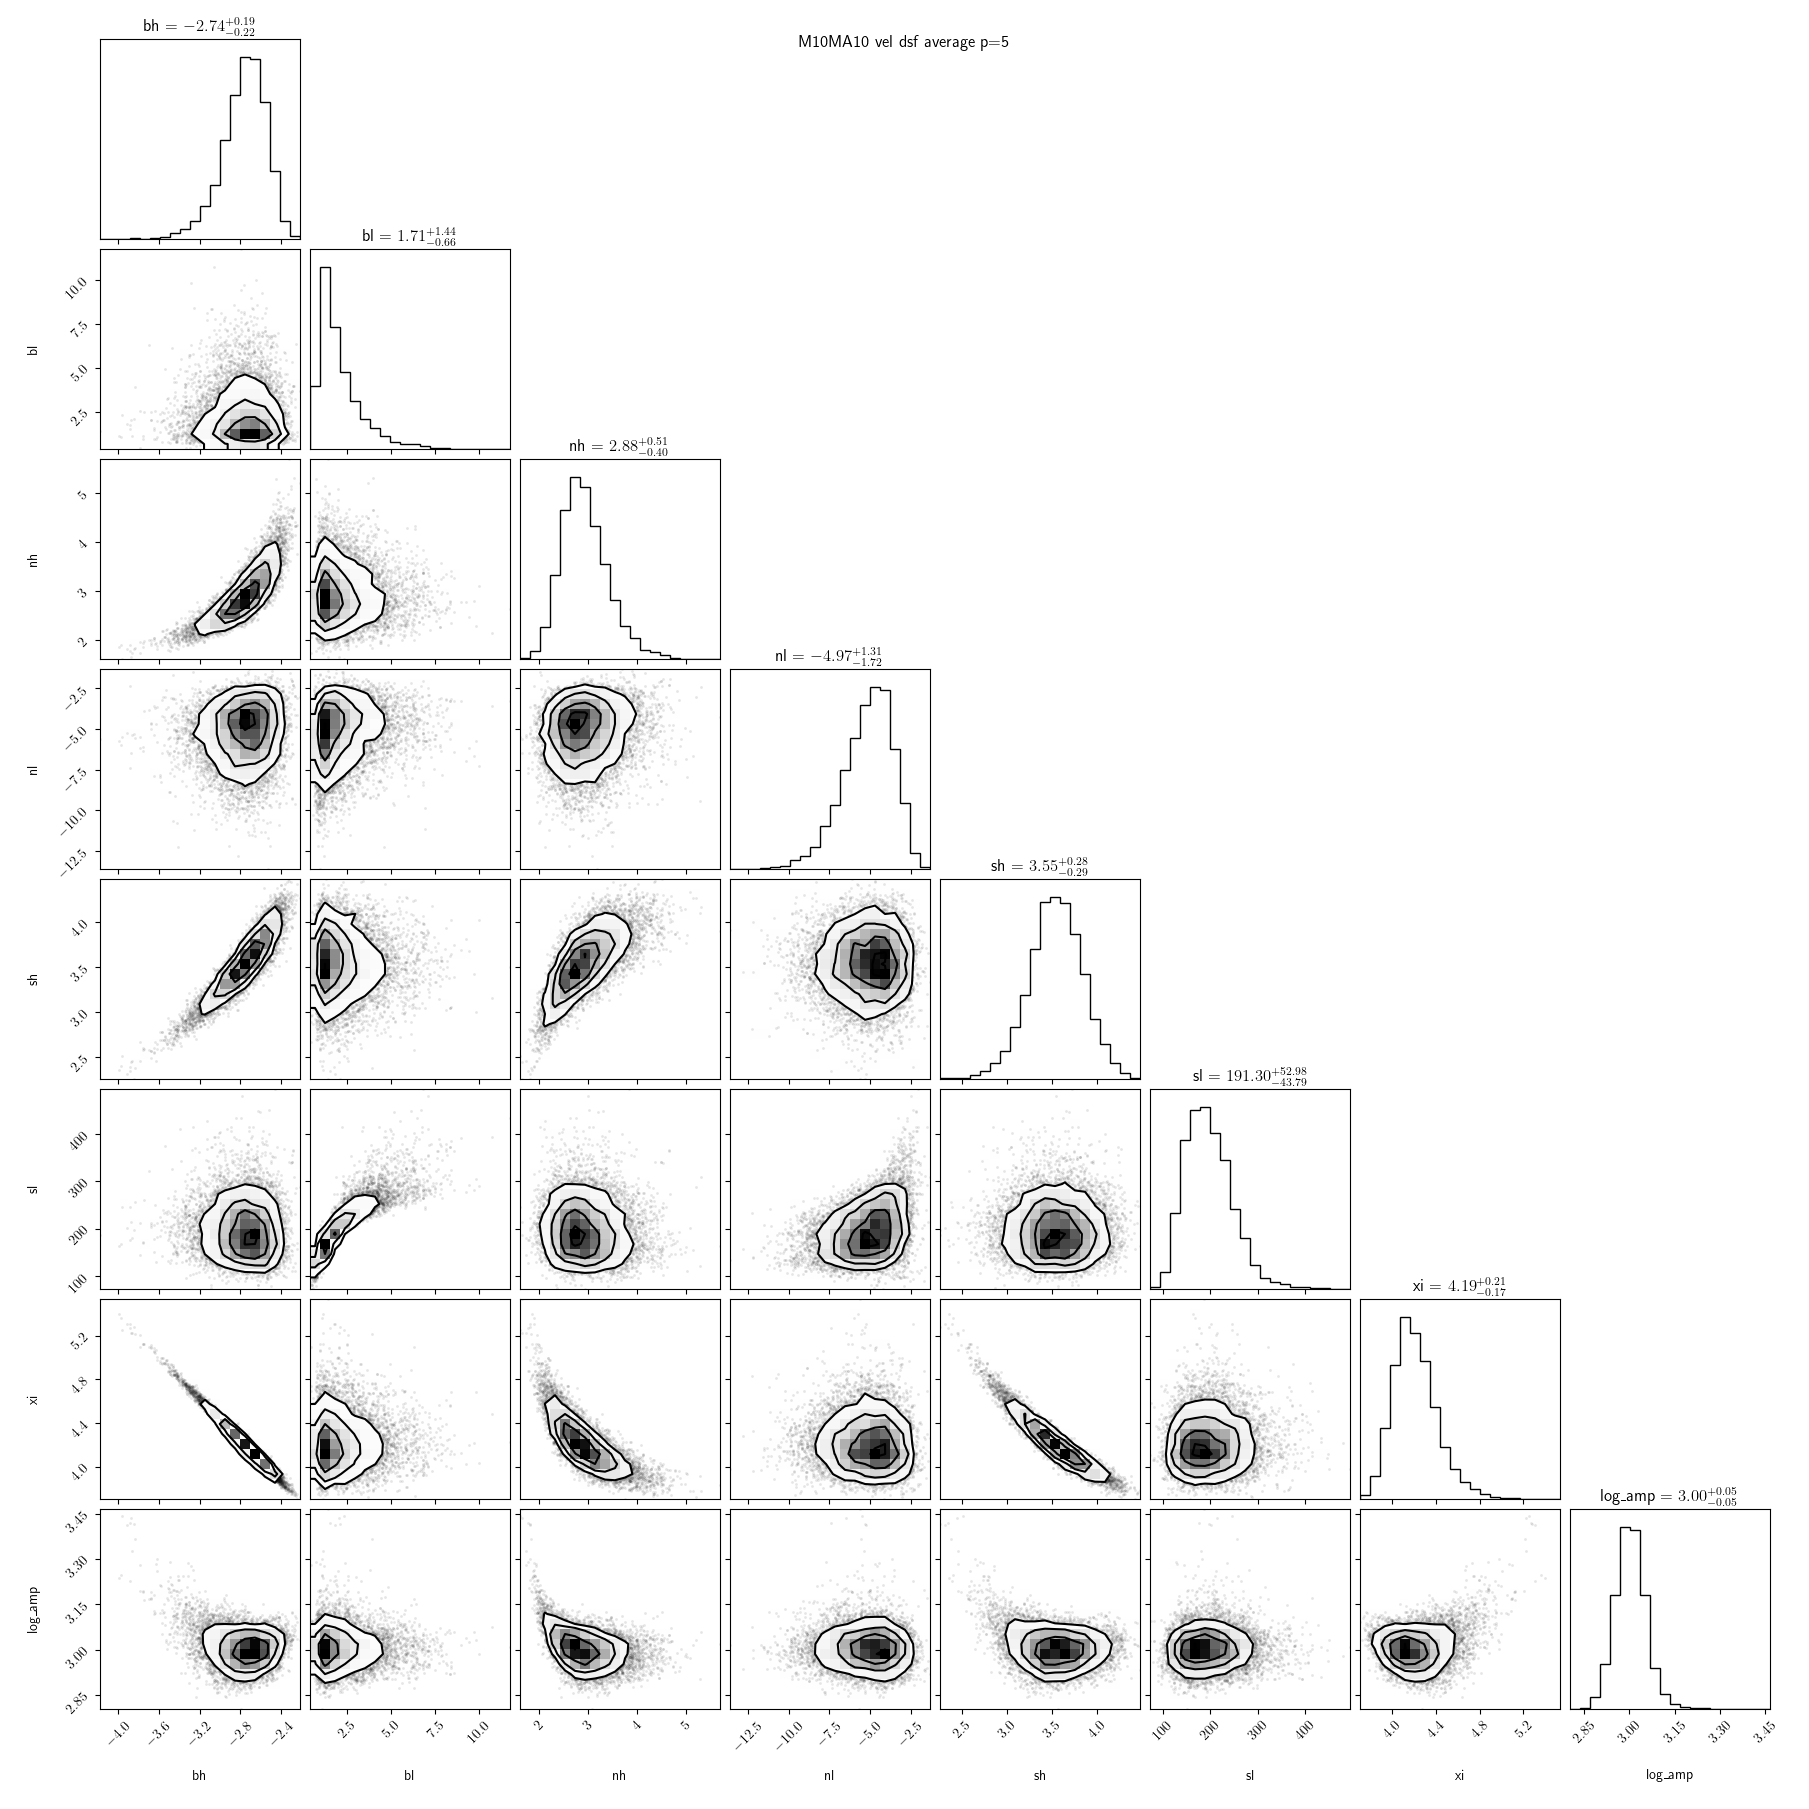 M10MA10 vel dsf average p=5
bh = −2.74 +0.19 −0.22
bl = 1.71 +1.44 −0.66
nh = 2.88 +0.51 −0.40
nl = −4.97 +1.31 −1.72
sh = 3.55 +0.28 −0.29
sl = 191.30 +52.98 −43.79
xi = 4.19 +0.21 −0.17
log_amp = 3.00 +0.05 −0.05
bl
10.0
7.5
5.0
2.5
nh
5
4
3
2
nl
−2.5
−5.0
−7.5
−10.0
−12.5
sh
4.0
3.5
3.0
2.5
sl
400
300
200
100
xi
5.2
4.8
4.4
4.0
log_amp
3.45
3.30
3.15
3.00
2.85
−4.0 −3.6 −3.2 −2.8 −2.4
2.5 5.0 7.5 10.0
2 3 4 5
−12.5 −10.0 −7.5 −5.0 −2.5
2.5 3.0 3.5 4.0
100 200 300 400
4.0 4.4 4.8 5.2
2.85 3.00 3.15 3.30 3.45
bh bl nh nl sh sl xi log_amp